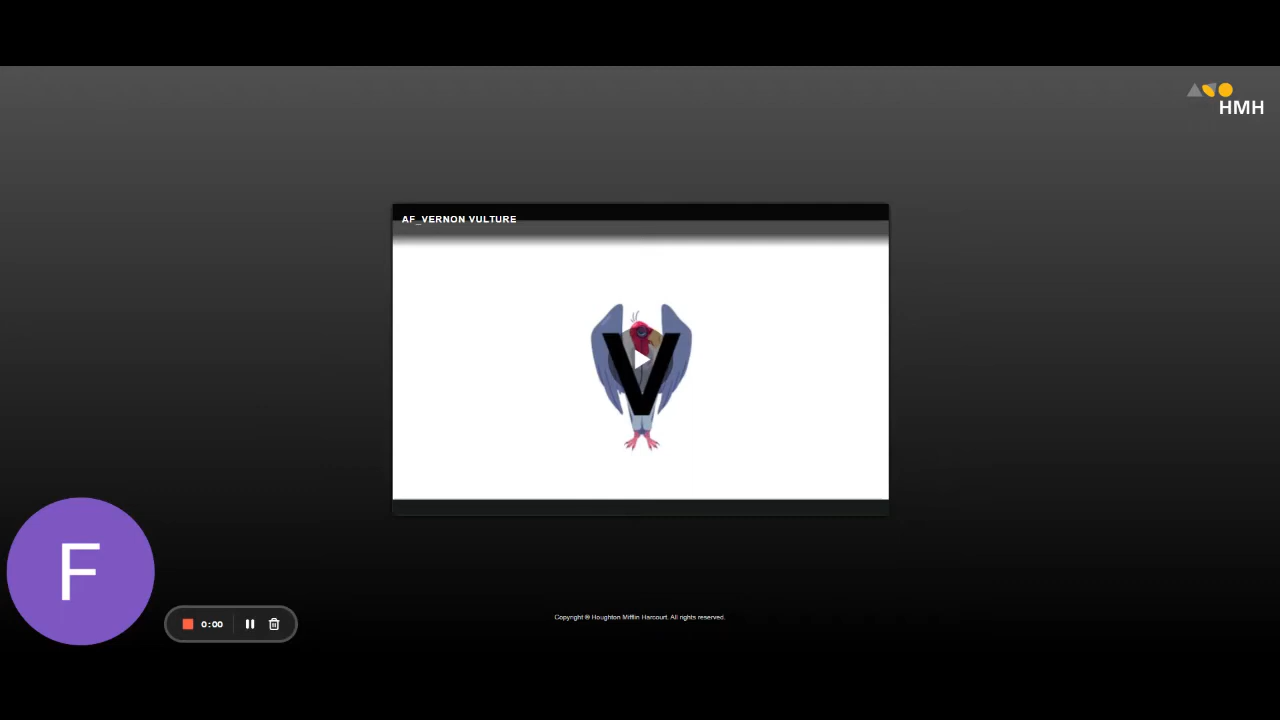 HMH
AF_VERNON VULTURE
V
F
0:00
Copyright © Houghton Mifflin Harcourt. All rights reserved.